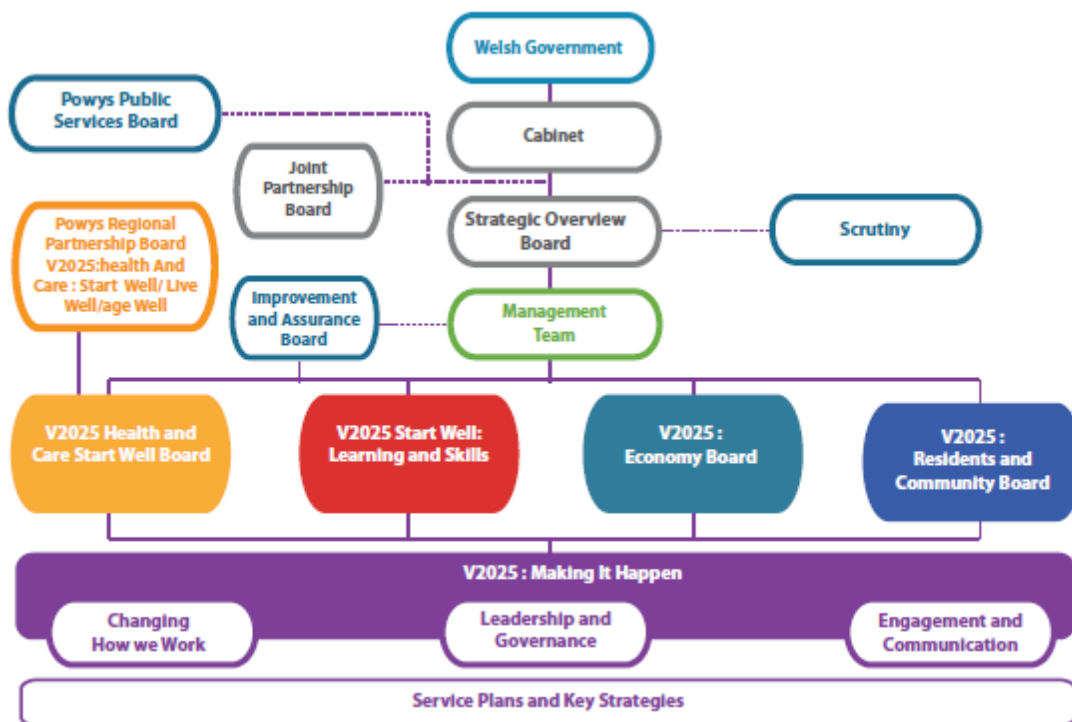 Welsh Government
Powys Public
Services Board
Cabinet
Joint
Partnership
Board
Strategic Overview
Board
Scrutiny
Powys Regional
Partnership Board
V2025:health And
Care : Start Well/ Live
Well/age Well
Improvement
and Assurance
Board
Management
Team
V2025 Health and
Care Start Well Board
V2025 Start Well:
Learning and Skills
V2025 :
Economy Board
V2025 :
Residents and
Community Board
V2025 : Making It Happen
Changing
How we Work
Leadership and
Governance
Engagement and
Communication
Service Plans and Key Strategies